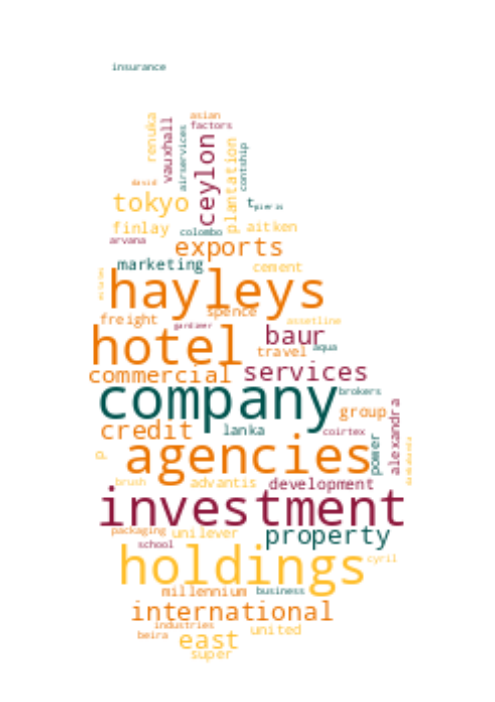 insurance
renuka
vauxhall
airservices
asian
factors
ceylon
plantation
contship
david
tokyo
t
pieris
finlay
colombo
aitken
arvana
exports
marketing
cement
hayleys
freight
spence
gardiner
assetline
hotel
baur
travel
aqua
commercial
services
company
brokers
group
alexandra
credit
lanka
coirtex
power
agencies
p
brush
advantis
development
investment
packaging
unilever
property
school
holdings
cyril
millennium
business
international
industries
united
beira
east
super